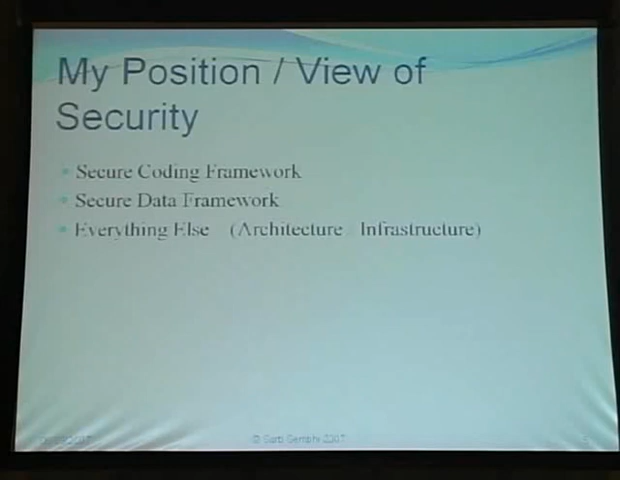 My Position / View of
Security
Secure Coding Framework
Secure Data Framework
Everything Else (Architecture Infrastructure)
©